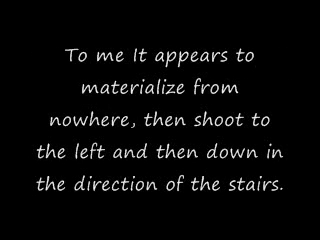 To me It appears to
materialize from
nowhere, then shoot to
the left and then down in
the direction of the stairs.